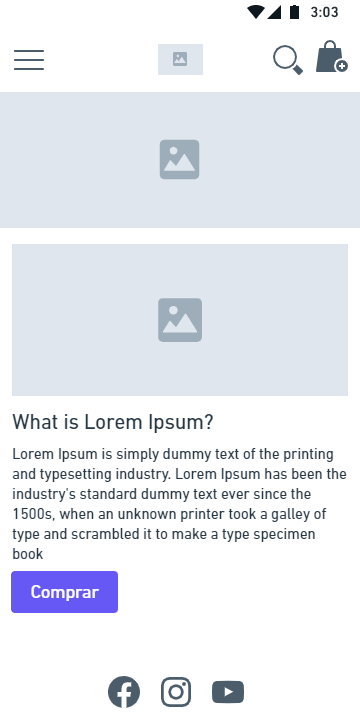 3:03
What is Lorem Ipsum?
Lorem Ipsum is simply dummy text of the printing
and typesetting industry. Lorem Ipsum has been the
industry's standard dummy text ever since the
1500s, when an unknown printer took a galley of
type and scrambled it to make a type specimen
book
Comprar